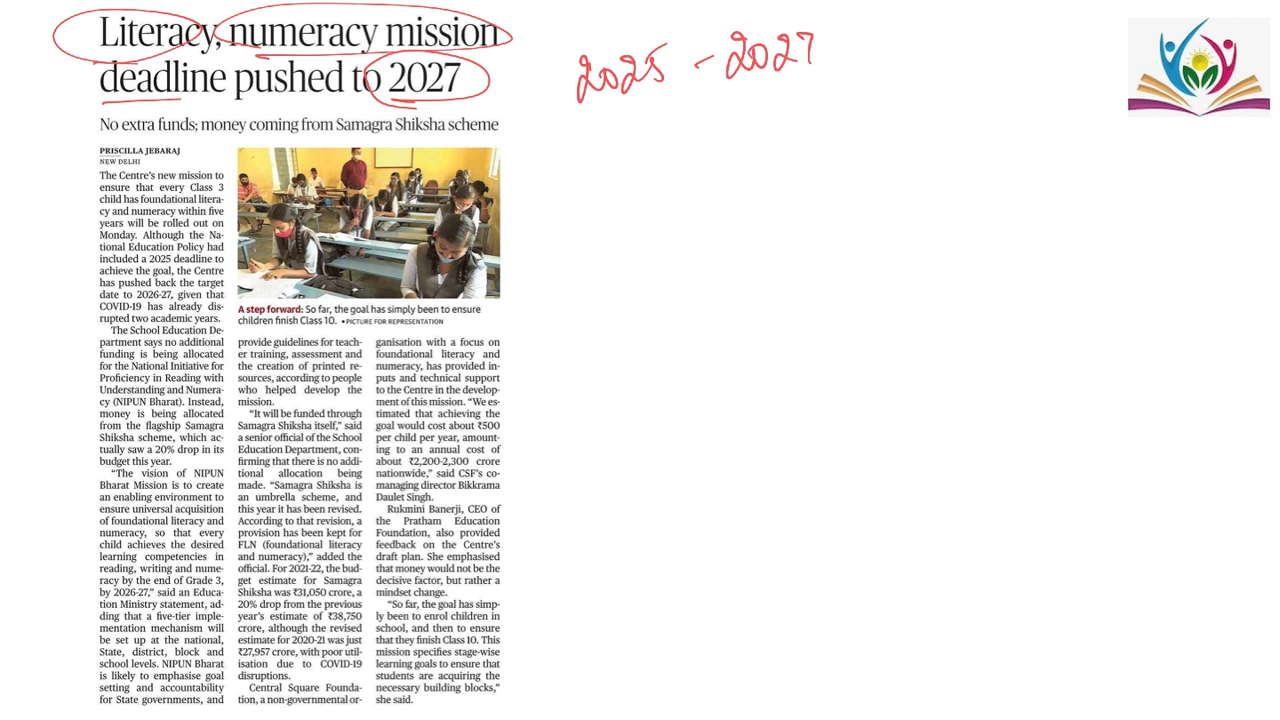 Literacy, numeracy mission
deadline pushed to 2027
2025 - 2027
No extra funds; money coming from Samagra Shiksha scheme
PRISCILLA JEBARAJ
NEW DELHI
The Centre's new mission to
ensure that every Class 3
child has foundational litera-
cy and numeracy within five
years will be rolled out on
Monday. Although the Na-
tional Education Policy had
included a 2025 deadline to
achieve the goal, the Centre
has pushed back the target
date to 2026-27, given that
COVID-19 has already dis-
rupted two academic years.
The School Education De-
partment says no additional
funding is being allocated
for the National Initiative for
Proficiency in Reading with
Understanding and Numera-
cy (NIPUN Bharat). Instead,
money is being allocated
from the flagship Samagra
Shiksha scheme, which ac-
tually saw a 20% drop in its
budget this year.
"The vision of NIPUN
Bharat Mission is to create
an enabling environment to
ensure universal acquisition
of foundational literacy and
numeracy, so that every
child achieves the desired
learning competencies in
reading, writing and nume-
racy by the end of Grade 3,
by 2026-27," said an Educa-
tion Ministry statement, ad-
ding that a five-tier imple-
mentation mechanism will
be set up at the national,
State, district, block and
school levels. NIPUN Bharat
is likely to emphasise goal
setting and accountability
for State governments, and
A step forward: So far, the goal has simply been to ensure
children finish Class 10. •PICTURE FOR REPRESENTATION
provide guidelines for teach-
er training, assessment and
the creation of printed re-
sources, according to people
who helped develop the
mission.
"It will be funded through
Samagra Shiksha itself," said
a senior official of the School
Education Department, con-
firming that there is no addi-
tional allocation being
made. "Samagra Shiksha is
an umbrella scheme, and
this year it has been revised.
According to that revision, a
provision has been kept for
FLN (foundational literacy
and numeracy)," added the
official. For 2021-22, the bud-
get estimate for Samagra
Shiksha was ₹31,050 crore, a
20% drop from the previous
year's estimate of ₹38,750
crore, although the revised
estimate for 2020-21 was just
₹27,957 crore, with poor util-
isation due to COVID-19
disruptions.
Central Square Founda-
tion, a non-governmental or-
ganisation with a focus on
foundational literacy and
numeracy, has provided in-
puts and technical support
to the Centre in the develop-
ment of this mission. "We es-
timated that achieving the
goal would cost about ₹500
per child per year, amount-
ing to an annual cost of
about ₹2,200-2,300 crore
nationwide," said CSF's co-
managing director Bikkrama
Daulet Singh.
Rukmini Banerji, CEO of
the Pratham Education
Foundation, also provided
feedback on the Centre's
draft plan. She emphasised
that money would not be the
decisive factor, but rather a
mindset change.
"So far, the goal has simp-
ly been to enrol children in
school, and then to ensure
that they finish Class 10. This
mission specifies stage-wise
learning goals to ensure that
students are acquiring the
necessary building blocks,"
she said.